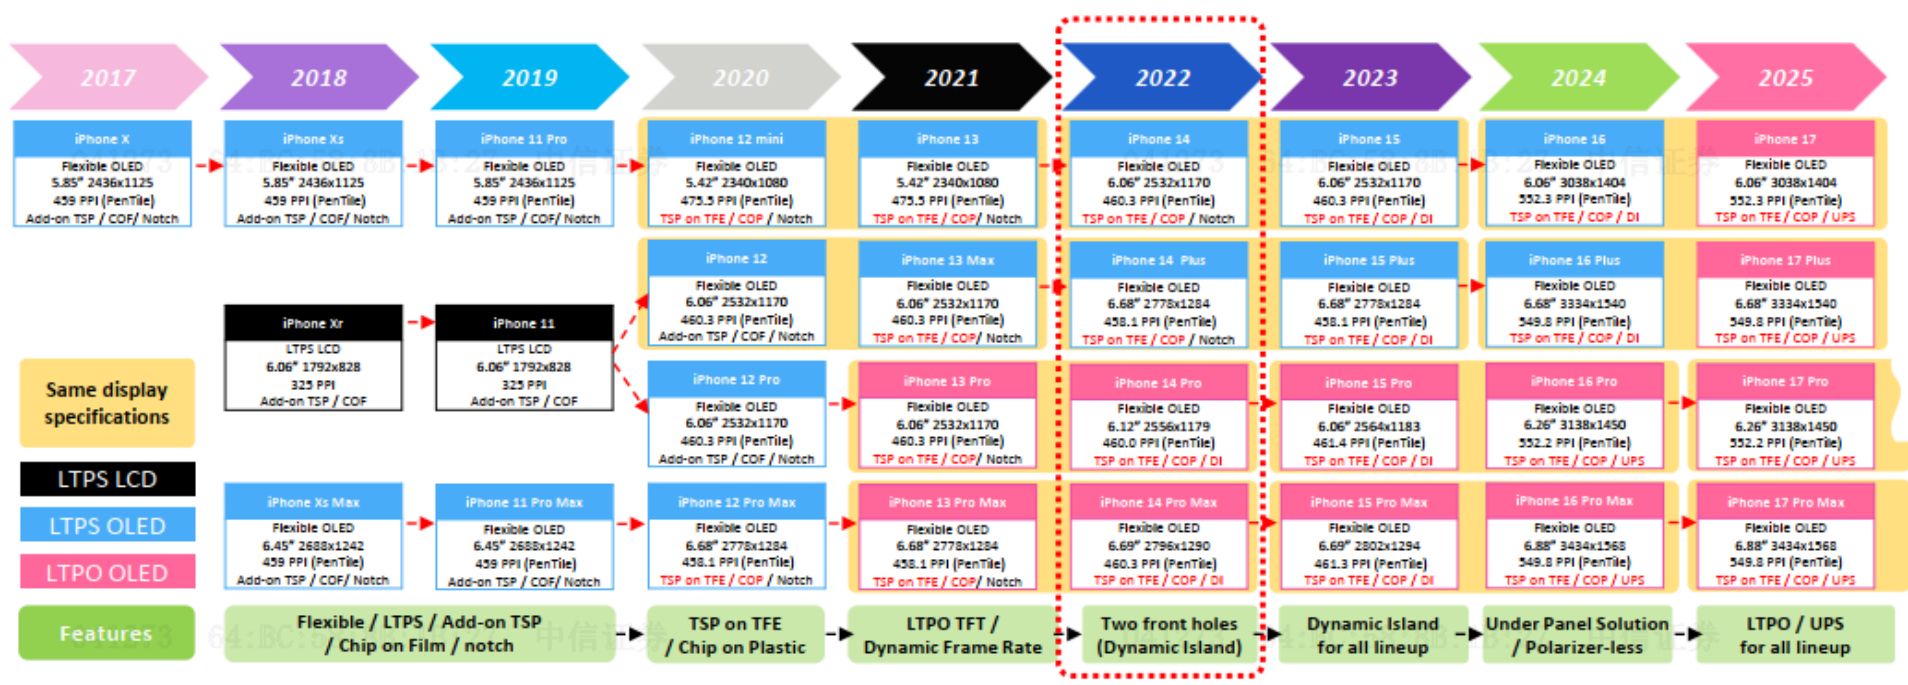 2017
2018
2019
2020
2021
2022
2023
2024
2025
iPhone X
Flexible OLED
5.85" 2436x1125
459 PPI (PenTile)
Add-on TSP / COF/ Notch
iPhone Xs
Flexible OLED
5.85" 2436x1125
459 PPI (PenTile)
Add-on TSP / COF/ Notch
iPhone 11 Pro
Flexible OLED
5.85" 2436x1125
459 PPI (PenTile)
Add-on TSP / COF/ Notch
iPhone 12 mini
Flexible OLED
5.42" 2340x1080
475.5 PPI (PenTile)
TSP on TFE / COP / Notch
iPhone 13
Flexible OLED
5.42" 2340x1080
475.5 PPI (PenTile)
TSP on TFE / COP/ Notch
iPhone 14
Flexible OLED
6.06" 2532x1170
460.3 PPI (PenTile)
TSP on TFE / COP / Notch
iPhone 15
Flexible OLED
6.06" 2532x1170
460.3 PPI (PenTile)
TSP on TFE / COP / DI
iPhone 16
Flexible OLED
6.06" 3038x1404
552.3 PPI (PenTile)
TSP on TFE / COP / DI
iPhone 17
Flexible OLED
6.06" 3038x1404
552.3 PPI (PenTile)
TSP on TFE / COP / UPS
iPhone 12
Flexible OLED
6.06" 2532x1170
460.3 PPI (PenTile)
Add-on TSP / COF / Notch
iPhone 13 Max
Flexible OLED
6.06" 2532x1170
460.3 PPI (PenTile)
TSP on TFE / COP/ Notch
iPhone 14 Plus
Flexible OLED
6.68" 2778x1284
458.1 PPI (PenTile)
TSP on TFE / COP / Notch
iPhone 15 Plus
Flexible OLED
6.68" 2778x1284
458.1 PPI (PenTile)
TSP on TFE / COP / DI
iPhone 16 Plus
Flexible OLED
6.68" 3334x1540
549.8 PPI (PenTile)
TSP on TFE / COP / DI
iPhone 17 Plus
Flexible OLED
6.68" 3334x1540
549.8 PPI (PenTile)
TSP on TFE / COP / UPS
iPhone Xr
LTPS LCD
6.06" 1792x828
325 PPI
Add-on TSP / COF
iPhone 11
LTPS LCD
6.06" 1792x828
325 PPI
Add-on TSP / COF
iPhone 12 Pro
Flexible OLED
6.06" 2532x1170
460.3 PPI (PenTile)
Add-on TSP / COF / Notch
iPhone 13 Pro
Flexible OLED
6.06" 2532x1170
460.3 PPI (PenTile)
TSP on TFE / COP/ Notch
iPhone 14 Pro
Flexible OLED
6.12" 2556x1179
460.0 PPI (PenTile)
TSP on TFE / COP / DI
iPhone 15 Pro
Flexible OLED
6.06" 2564x1183
461.4 PPI (PenTile)
TSP on TFE / COP / DI
iPhone 16 Pro
Flexible OLED
6.26" 3138x1450
552.2 PPI (PenTile)
TSP on TFE / COP / UPS
iPhone 17 Pro
Flexible OLED
6.26" 3138x1450
552.2 PPI (PenTile)
TSP on TFE / COP / UPS
iPhone Xs Max
Flexible OLED
6.45" 2688x1242
459 PPI (PenTile)
Add-on TSP / COF/ Notch
iPhone 11 Pro Max
Flexible OLED
6.45" 2688x1242
459 PPI (PenTile)
Add-on TSP / COF/ Notch
iPhone 12 Pro Max
Flexible OLED
6.68" 2778x1284
458.1 PPI (PenTile)
TSP on TFE / COP / Notch
iPhone 13 Pro Max
Flexible OLED
6.68" 2778x1284
458.1 PPI (PenTile)
TSP on TFE / COP/ Notch
iPhone 14 Pro Max
Flexible OLED
6.69" 2796x1290
460.3 PPI (PenTile)
TSP on TFE / COP / DI
iPhone 15 Pro Max
Flexible OLED
6.69" 2802x1294
461.3 PPI (PenTile)
TSP on TFE / COP / DI
iPhone 16 Pro Max
Flexible OLED
6.88" 3434x1568
549.8 PPI (PenTile)
TSP on TFE / COP / UPS
iPhone 17 Pro Max
Flexible OLED
6.88" 3434x1568
549.8 PPI (PenTile)
TSP on TFE / COP / UPS
Same display
specifications
LTPS LCD
LTPS OLED
LTPO OLED
Features
Flexible / LTPS / Add-on TSP
/ Chip on Film / notch
TSP on TFE
/ Chip on Plastic
LTPO TFT /
Dynamic Frame Rate
Two front holes
(Dynamic Island)
Dynamic Island
for all lineup
Under Panel Solution
/ Polarizer-less
LTPO / UPS
for all lineup
中信证券